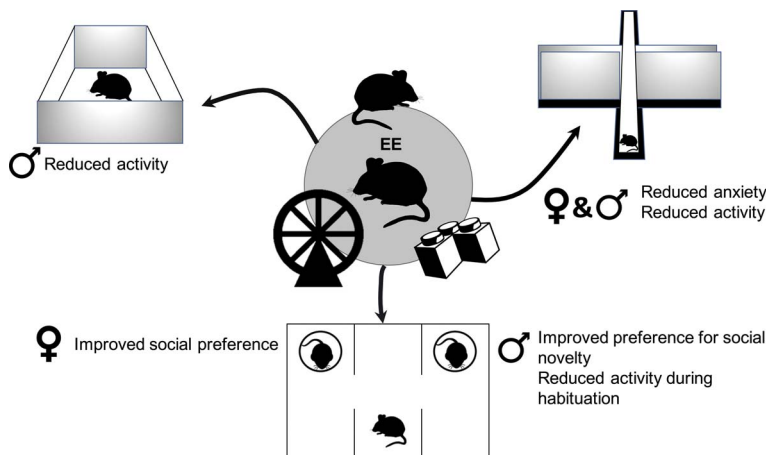 EE
♂ Reduced activity
♀&♂ Reduced anxiety
Reduced activity
♀ Improved social preference
♂ Improved preference for social
novelty
Reduced activity during
habituation